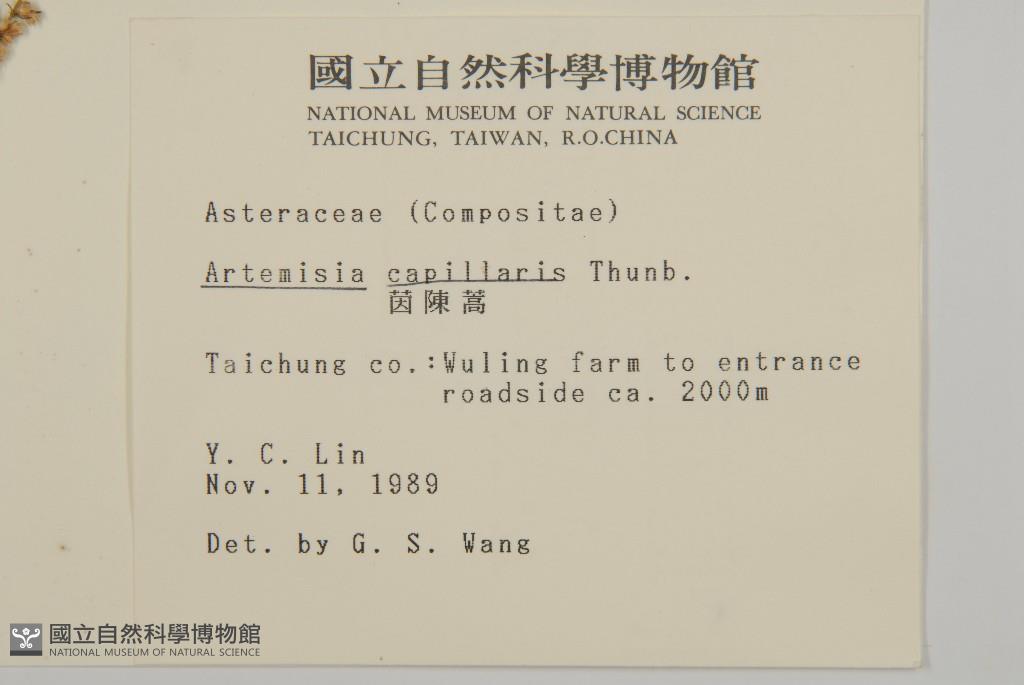 國立自然科學博物館
NATIONAL MUSEUM OF NATURAL SCIENCE
TAICHUNG, TAIWAN, R.O.CHINA
Asteraceae (Compositae)
Artemisia capillaris Thunb.
茵陳蒿
Taichung co.:Wuling farm to entrance
roadside ca. 2000m
Y. C. Lin
Nov. 11, 1989
Det. by G. S. Wang
國立自然科學博物館
NATIONAL MUSEUM OF NATURAL SCIENCE